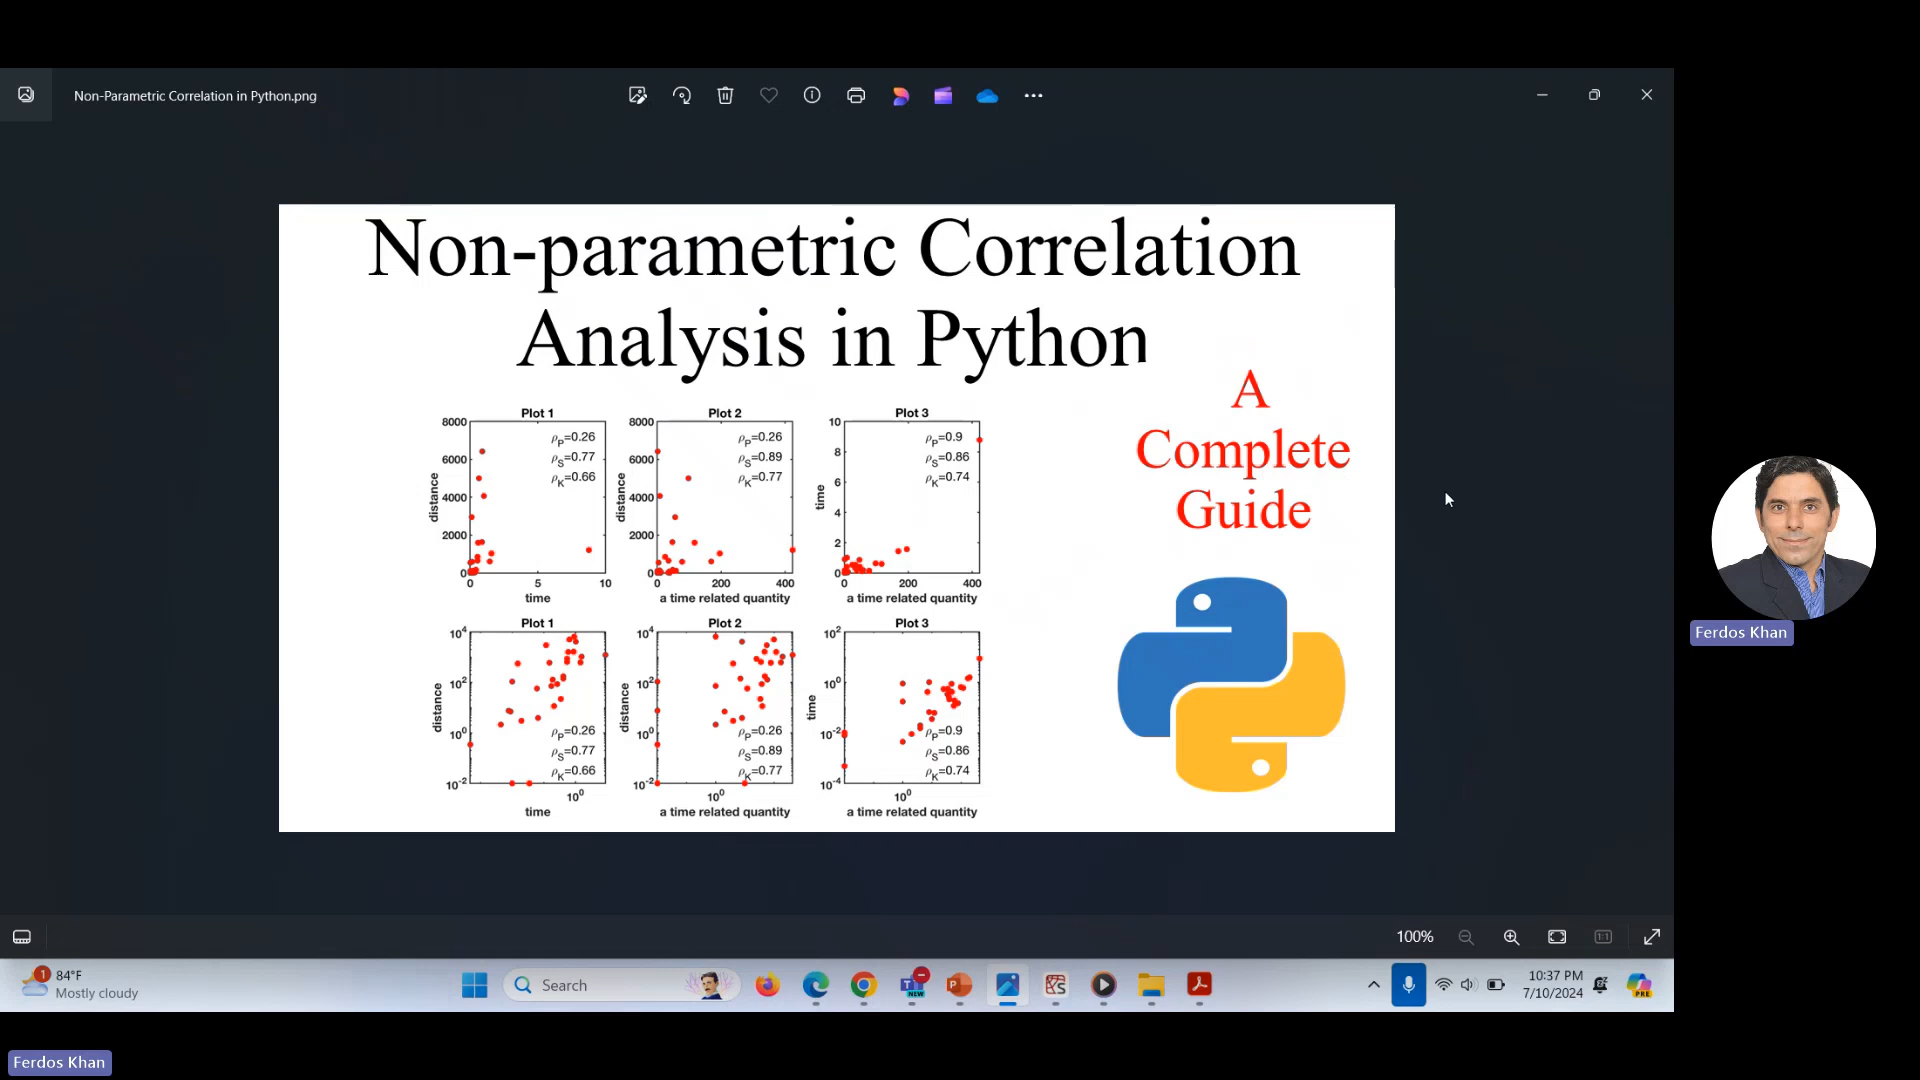 Non-Parametric Correlation in Python.png
Non-parametric Correlation
Analysis in Python
A
Complete
Guide
Plot 1
8000
6000
4000
2000
0
distance
ρP=0.26
ρS=0.77
ρK=0.66
0 5 10
time
Plot 2
8000
6000
4000
2000
0
distance
ρP=0.26
ρS=0.89
ρK=0.77
0 200 400
a time related quantity
Plot 3
10
8
6
4
2
0
time
ρP=0.9
ρS=0.86
ρK=0.74
0 200 400
a time related quantity
Plot 1
10^4
10^2
10^0
10^-2
distance
ρP=0.26
ρS=0.77
ρK=0.66
10^0
time
Plot 2
10^4
10^2
10^0
10^-2
distance
ρP=0.26
ρS=0.89
ρK=0.77
10^0
a time related quantity
Plot 3
10^2
10^0
10^-2
10^-4
time
ρP=0.9
ρS=0.86
ρK=0.74
10^0
a time related quantity
Ferdos Khan
100%
1:1
1
84°F
Mostly cloudy
Search
NEW
P
10:37 PM
7/10/2024
PRE
Ferdos Khan